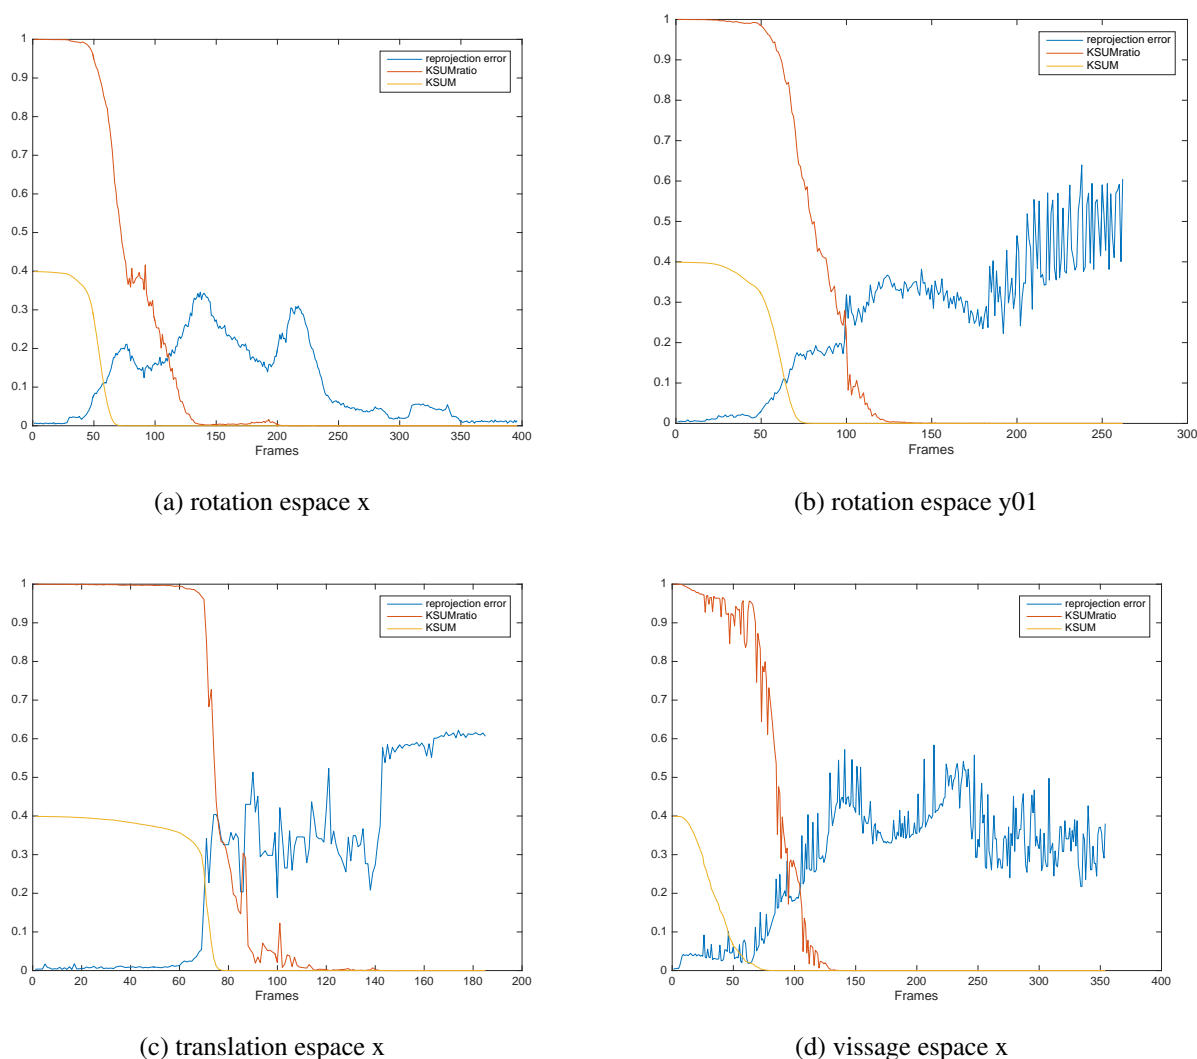 1
0.9
0.8
0.7
0.6
0.5
0.4
0.3
0.2
0.1
0
0 50 100 150 200 250 300 350 400
Frames
reprojection error
KSUMratio
KSUM
(a) rotation espace x
1
0.9
0.8
0.7
0.6
0.5
0.4
0.3
0.2
0.1
0
0 50 100 150 200 250 300
Frames
reprojection error
KSUMratio
KSUM
(b) rotation espace y01
1
0.9
0.8
0.7
0.6
0.5
0.4
0.3
0.2
0.1
0
0 20 40 60 80 100 120 140 160 180 200
Frames
reprojection error
KSUMratio
KSUM
(c) translation espace x
1
0.9
0.8
0.7
0.6
0.5
0.4
0.3
0.2
0.1
0
0 50 100 150 200 250 300 350 400
Frames
reprojection error
KSUMratio
KSUM
(d) vissage espace x